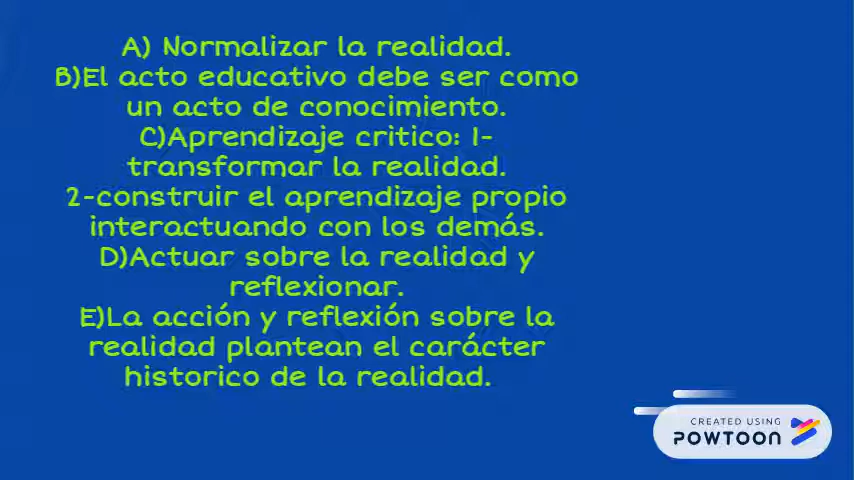 A) Normalizar la realidad.
B)El acto educativo debe ser como
un acto de conocimiento.
C)Aprendizaje critico: 1-
transformar la realidad.
2-construir el aprendizaje propio
interactuando con los demás.
D)Actuar sobre la realidad y
reflexionar.
E)La acción y reflexión sobre la
realidad plantean el carácter
historico de la realidad.
CREATED USING
POWTOON